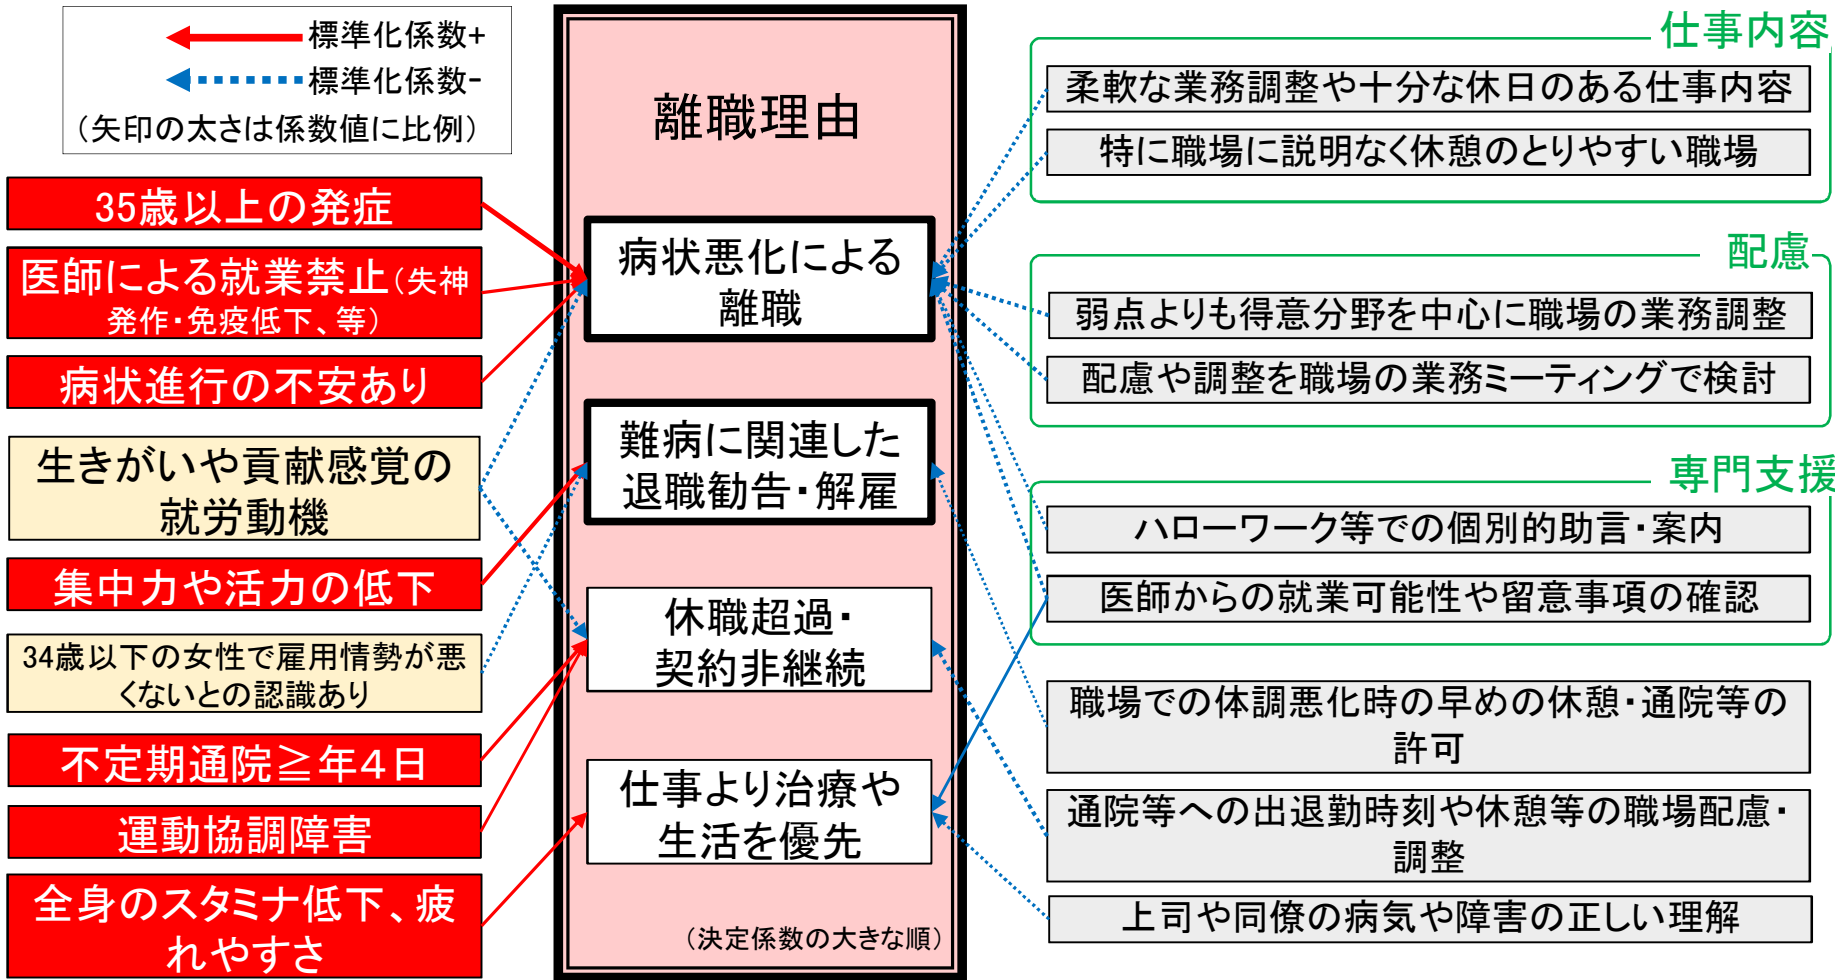 標準化係数+
標準化係数-
(矢印の太さは係数値に比例)
35歳以上の発症
医師による就業禁止(失神
発作・免疫低下、等)
病状進行の不安あり
生きがいや貢献感覚の
就労動機
集中力や活力の低下
34歳以下の女性で雇用情勢が悪
くないとの認識あり
不定期通院≧年4日
運動協調障害
全身のスタミナ低下、疲
れやすさ
離職理由
病状悪化による
離職
難病に関連した
退職勧告・解雇
休職超過・
契約非継続
仕事より治療や
生活を優先
(決定係数の大きな順)
仕事内容
柔軟な業務調整や十分な休日のある仕事内容
特に職場に説明なく休憩のとりやすい職場
配慮
弱点よりも得意分野を中心に職場の業務調整
配慮や調整を職場の業務ミーティングで検討
専門支援
ハローワーク等での個別的助言・案内
医師からの就業可能性や留意事項の確認
職場での体調悪化時の早めの休憩・通院等の
許可
通院等への出退勤時刻や休憩等の職場配慮・
調整
上司や同僚の病気や障害の正しい理解